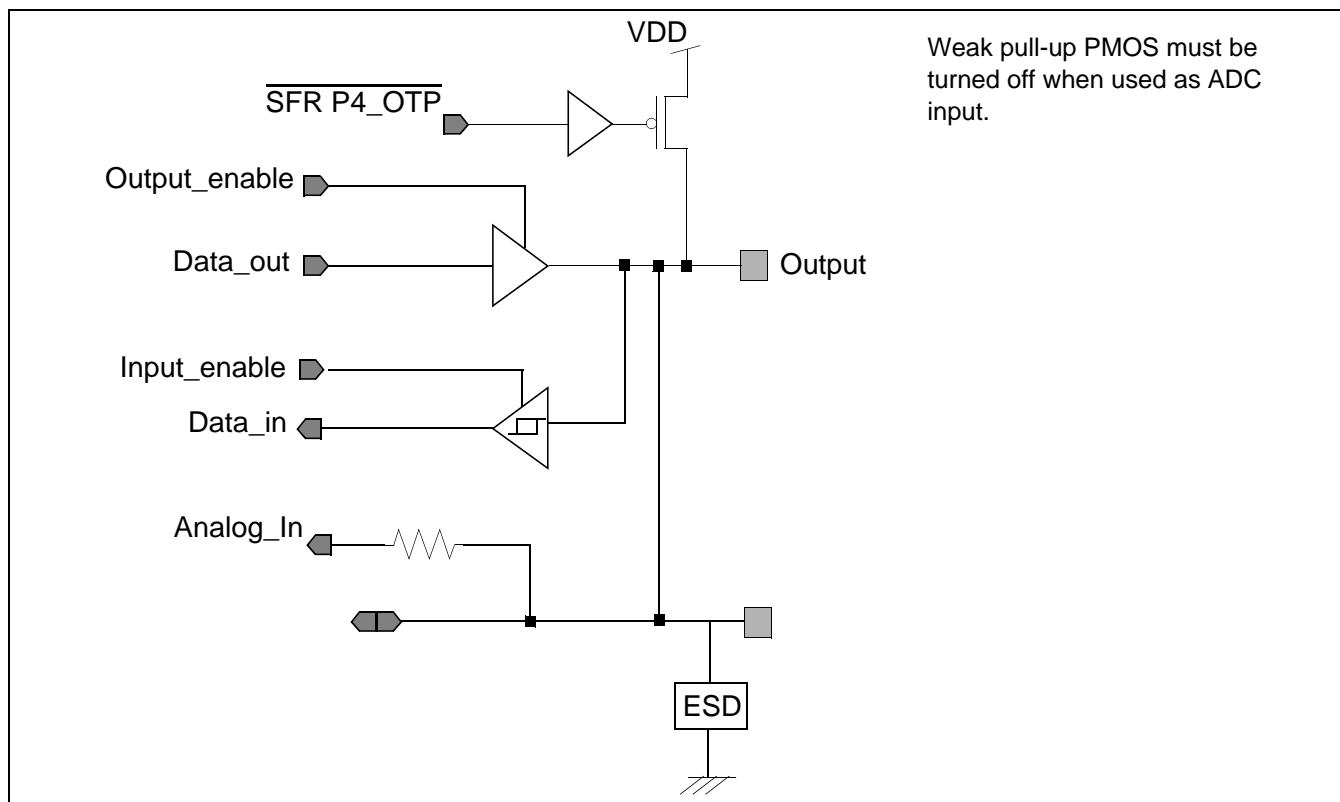 VDD
Weak pull-up PMOS must be
turned off when used as ADC
input.
SFR P4_OTP
Output_enable
Data_out
Output
Input_enable
Data_in
Analog_In
ESD